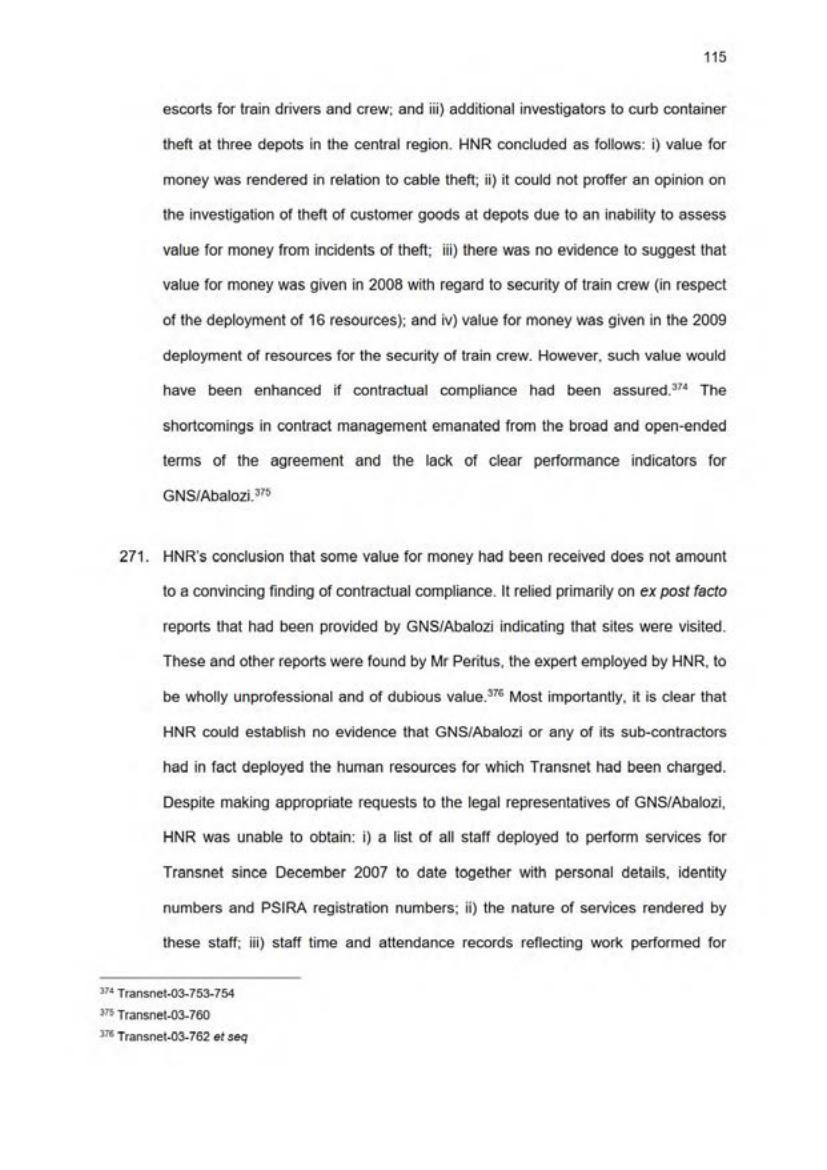 115
escorts for train drivers and crew; and iii) additional investigators to curb container
theft at three depots in the central region. HNR concluded as follows: i) value for
money was rendered in relation to cable theft; ii) it could not proffer an opinion on
the investigation of theft of customer goods at depots due to an inability to assess
value for money from incidents of theft; iii) there was no evidence to suggest that
value for money was given in 2008 with regard to security of train crew (in respect
of the deployment of 16 resources); and iv) value for money was given in the 2009
deployment of resources for the security of train crew. However, such value would
have been enhanced if contractual compliance had been assured.374 The
shortcomings in contract management emanated from the broad and open-ended
terms of the agreement and the lack of clear performance indicators for
GNS/Abalozi.375
271. HNR's conclusion that some value for money had been received does not amount
to a convincing finding of contractual compliance. It relied primarily on ex post facto
reports that had been provided by GNS/Abalozi indicating that sites were visited.
These and other reports were found by Mr Peritus, the expert employed by HNR, to
be wholly unprofessional and of dubious value.376 Most importantly, it is clear that
HNR could establish no evidence that GNS/Abalozi or any of its sub-contractors
had in fact deployed the human resources for which Transnet had been charged.
Despite making appropriate requests to the legal representatives of GNS/Abalozi,
HNR was unable to obtain: i) a list of all staff deployed to perform services for
Transnet since December 2007 to date together with personal details, identity
numbers and PSIRA registration numbers; ii) the nature of services rendered by
these staff; iii) staff time and attendance records reflecting work performed for
374 Transnet-03-753-754
375 Transnet-03-760
376 Transnet-03-762 et seq